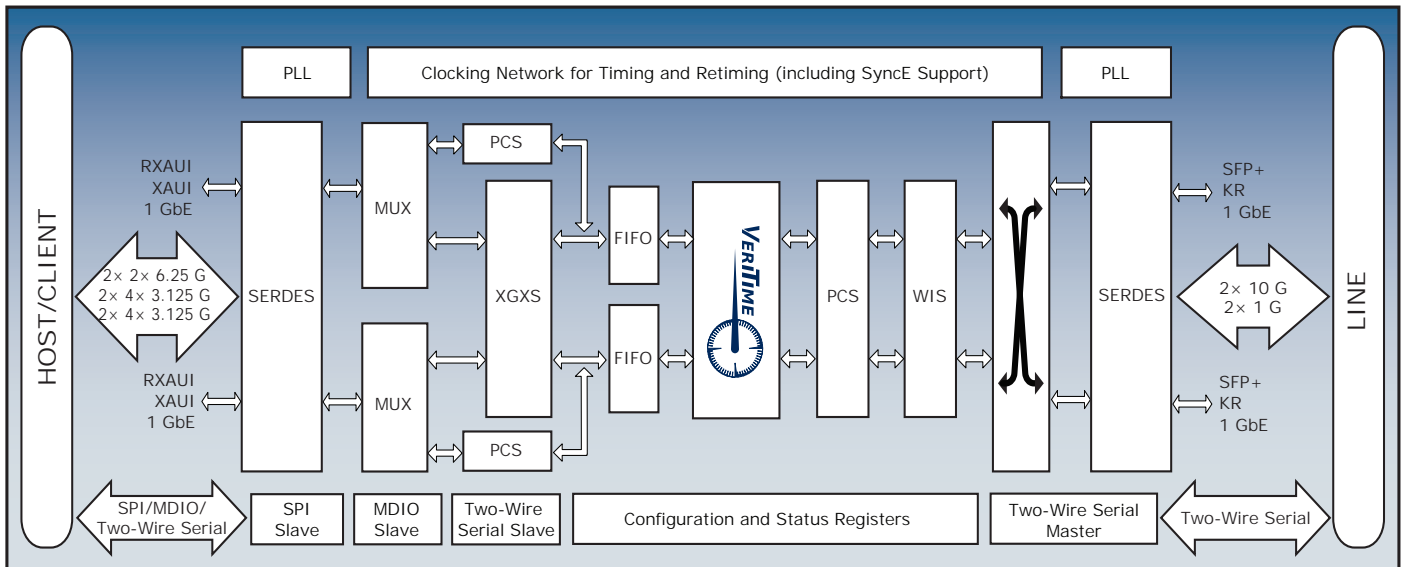 PLL
Clocking Network for Timing and Retiming (including SyncE Support)
PLL
HOST/CLIENT
RXAUI
XAUI
1 GbE
2× 2× 6.25 G
2× 4× 3.125 G
2× 4× 3.125 G
RXAUI
XAUI
1 GbE
SERDES
MUX
MUX
PCS
XGXS
PCS
FIFO
FIFO
VERITIME
PCS
WIS
SERDES
SFP+
KR
1 GbE
2× 10 G
2× 1 G
SFP+
KR
1 GbE
LINE
SPI/MDIO/
Two-Wire Serial
SPI
Slave
MDIO
Slave
Two-Wire
Serial Slave
Configuration and Status Registers
Two-Wire Serial
Master
Two-Wire Serial